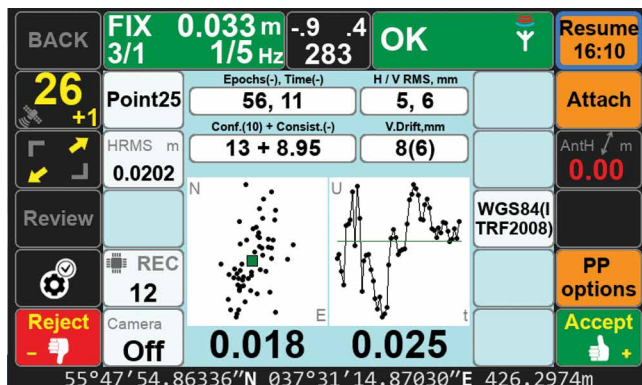 BACK
FIX 0.033 m
3/1 1/5 Hz
-.9 .4
283
OK
Resume
16:10
26
+1
Point25
Epochs(-), Time(-)
56, 11
H / V RMS, mm
5, 6
Attach
HRMS m
0.0202
Conf.(10) + Consist.(-)
13 + 8.95
V.Drift,mm
8(6)
AntH m
0.00
Review
N
E
U
t
WGS84(I
TRF2008)
REC
12
PP
options
Reject
-
Camera
Off
0.018
0.025
Accept
+
55°47'54.86336"N 037°31'14.87030"E 426.2974m